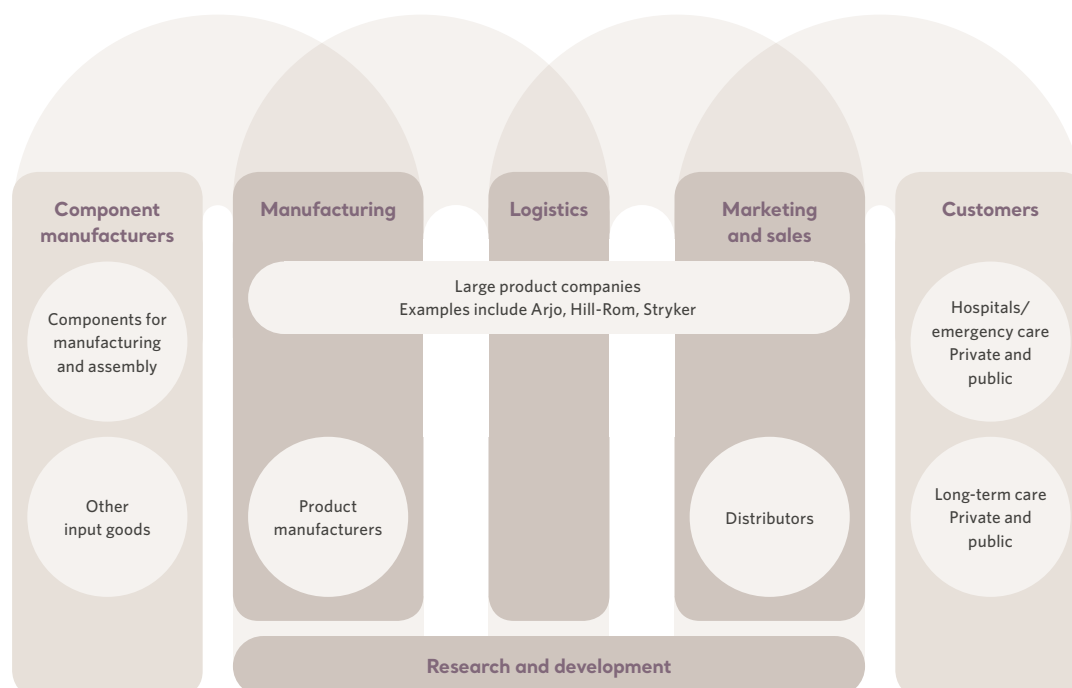 Component
manufacturers
Manufacturing
Logistics
Marketing
and sales
Customers
Large product companies
Examples include Arjo, Hill-Rom, Stryker
Components for
manufacturing
and assembly
Hospitals/
emergency care
Private and
public
Other
input goods
Product
manufacturers
Distributors
Long-term care
Private and
public
Research and development